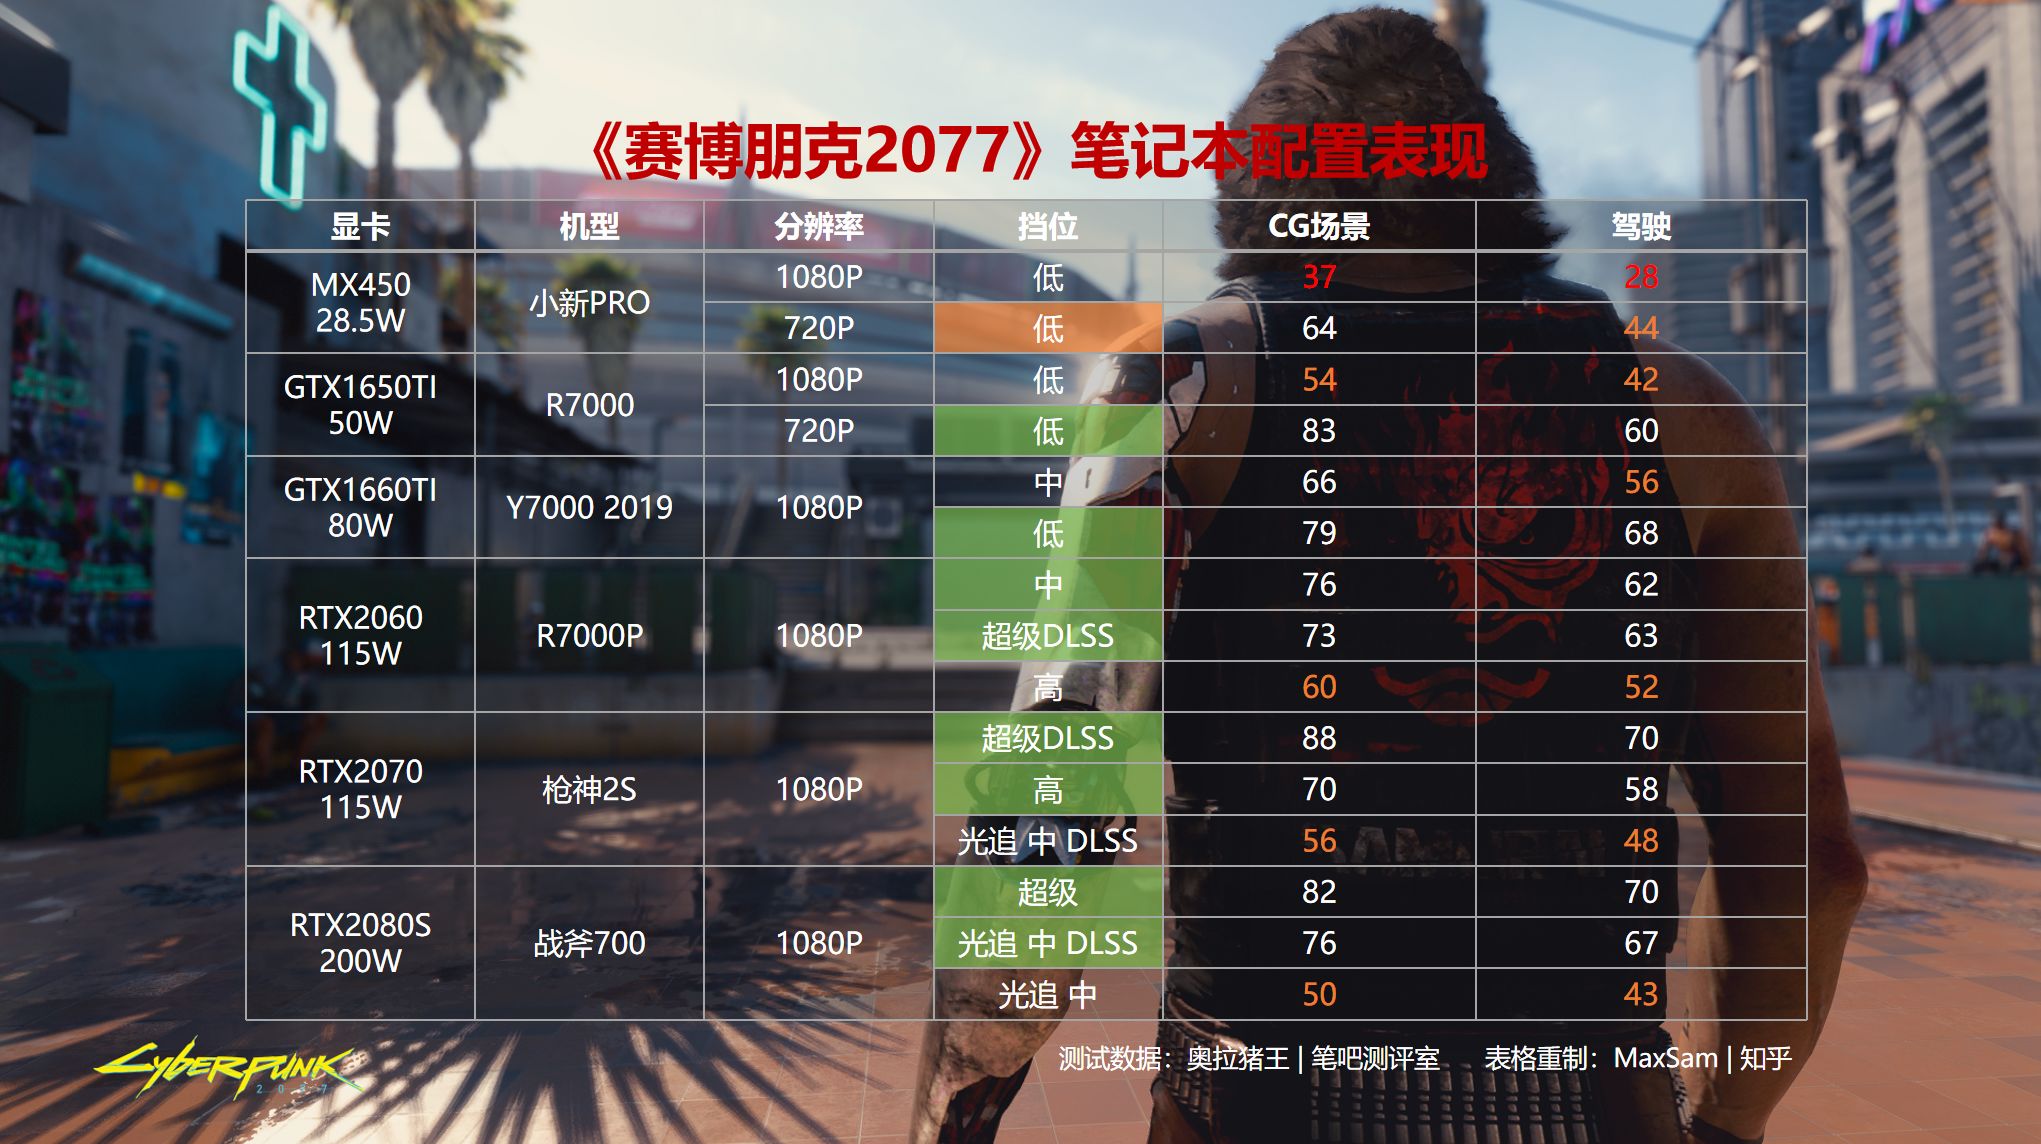 《赛博朋克2077》笔记本配置表现
显卡 机型 分辨率 挡位 CG场景 驾驶
MX450
28.5W
小新PRO
1080P 低 37 28
720P 低 64 44
GTX1650TI
50W
R7000
1080P 低 54 42
720P 低 83 60
GTX1660TI
80W
Y7000 2019
1080P
中 66 56
低 79 68
RTX2060
115W
R7000P
1080P
中 76 62
超级DLSS 73 63
高 60 52
RTX2070
115W
枪神2S
1080P
超级DLSS 88 70
高 70 58
光追 中 DLSS 56 48
RTX2080S
200W
战斧700
1080P
超级 82 70
光追 中 DLSS 76 67
光追 中 50 43
CYBERPUNK
2077
测试数据：奥拉猪王 | 笔吧测评室 表格重制：MaxSam | 知乎